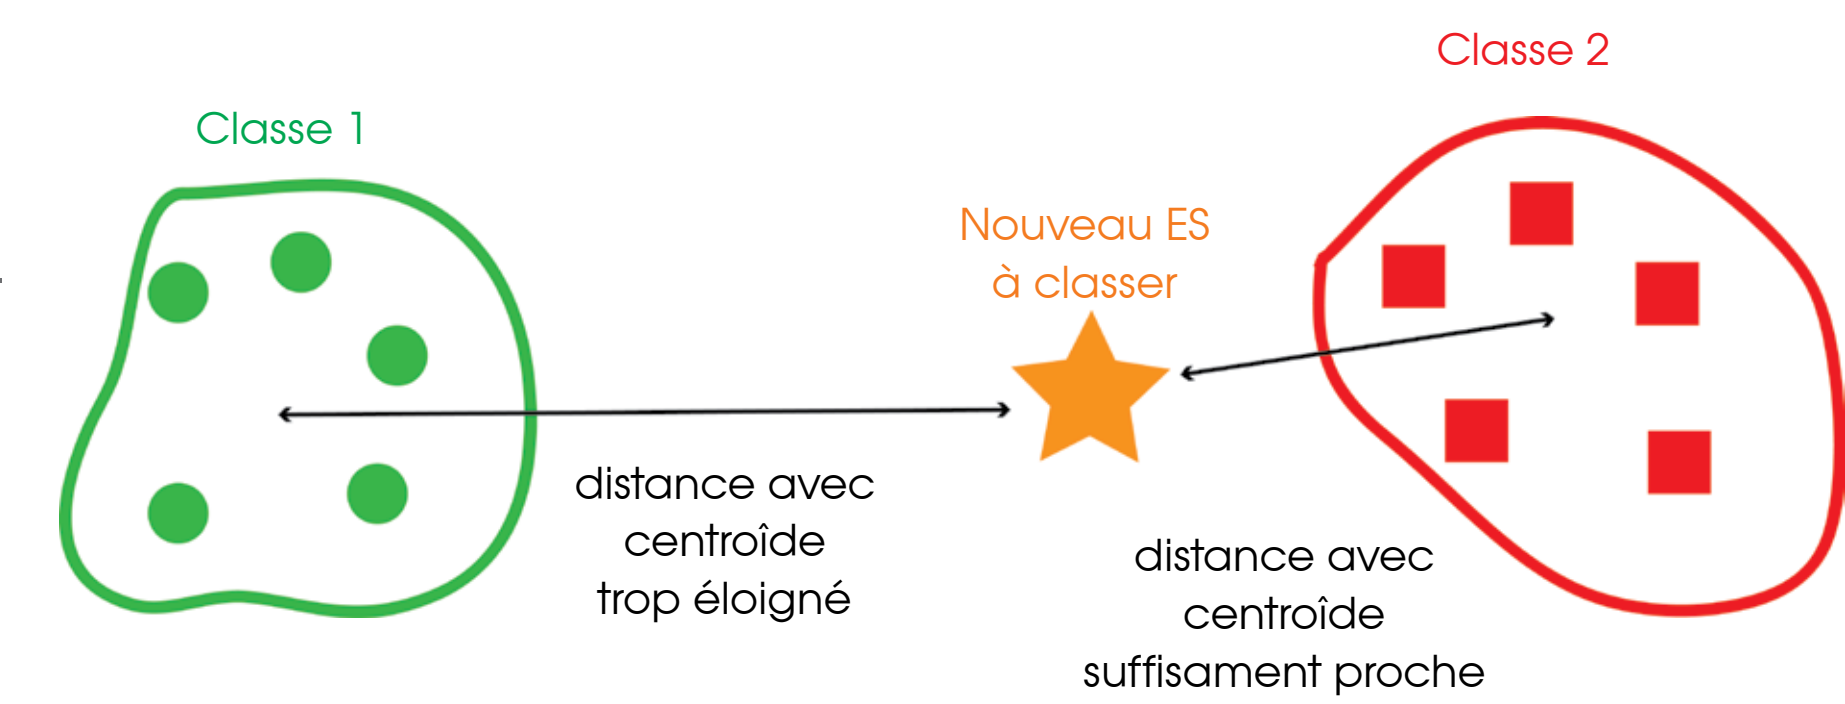 Classe 1
Classe 2
Nouveau ES
à classer
distance avec
centroîde
trop éloigné
distance avec
centroîde
suffisament proche